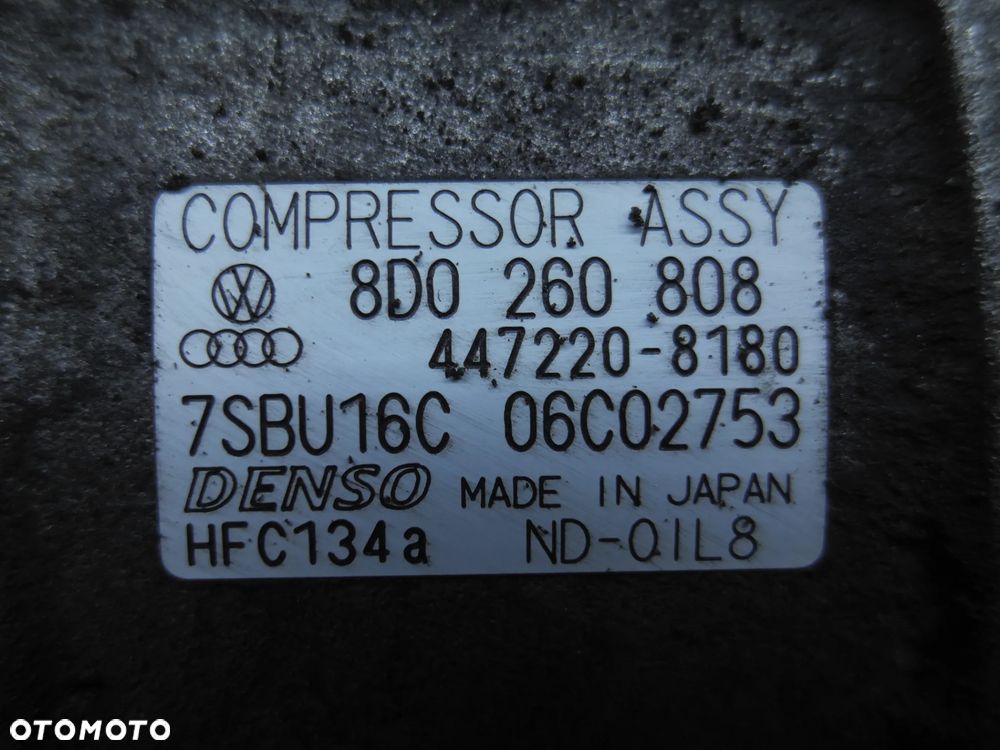 COMPRESSOR ASSY
8D0 260 808
447220-8180
7SBU16C 06C02753
DENSO MADE IN JAPAN
HFC134a ND-OIL8
OTOMOTO